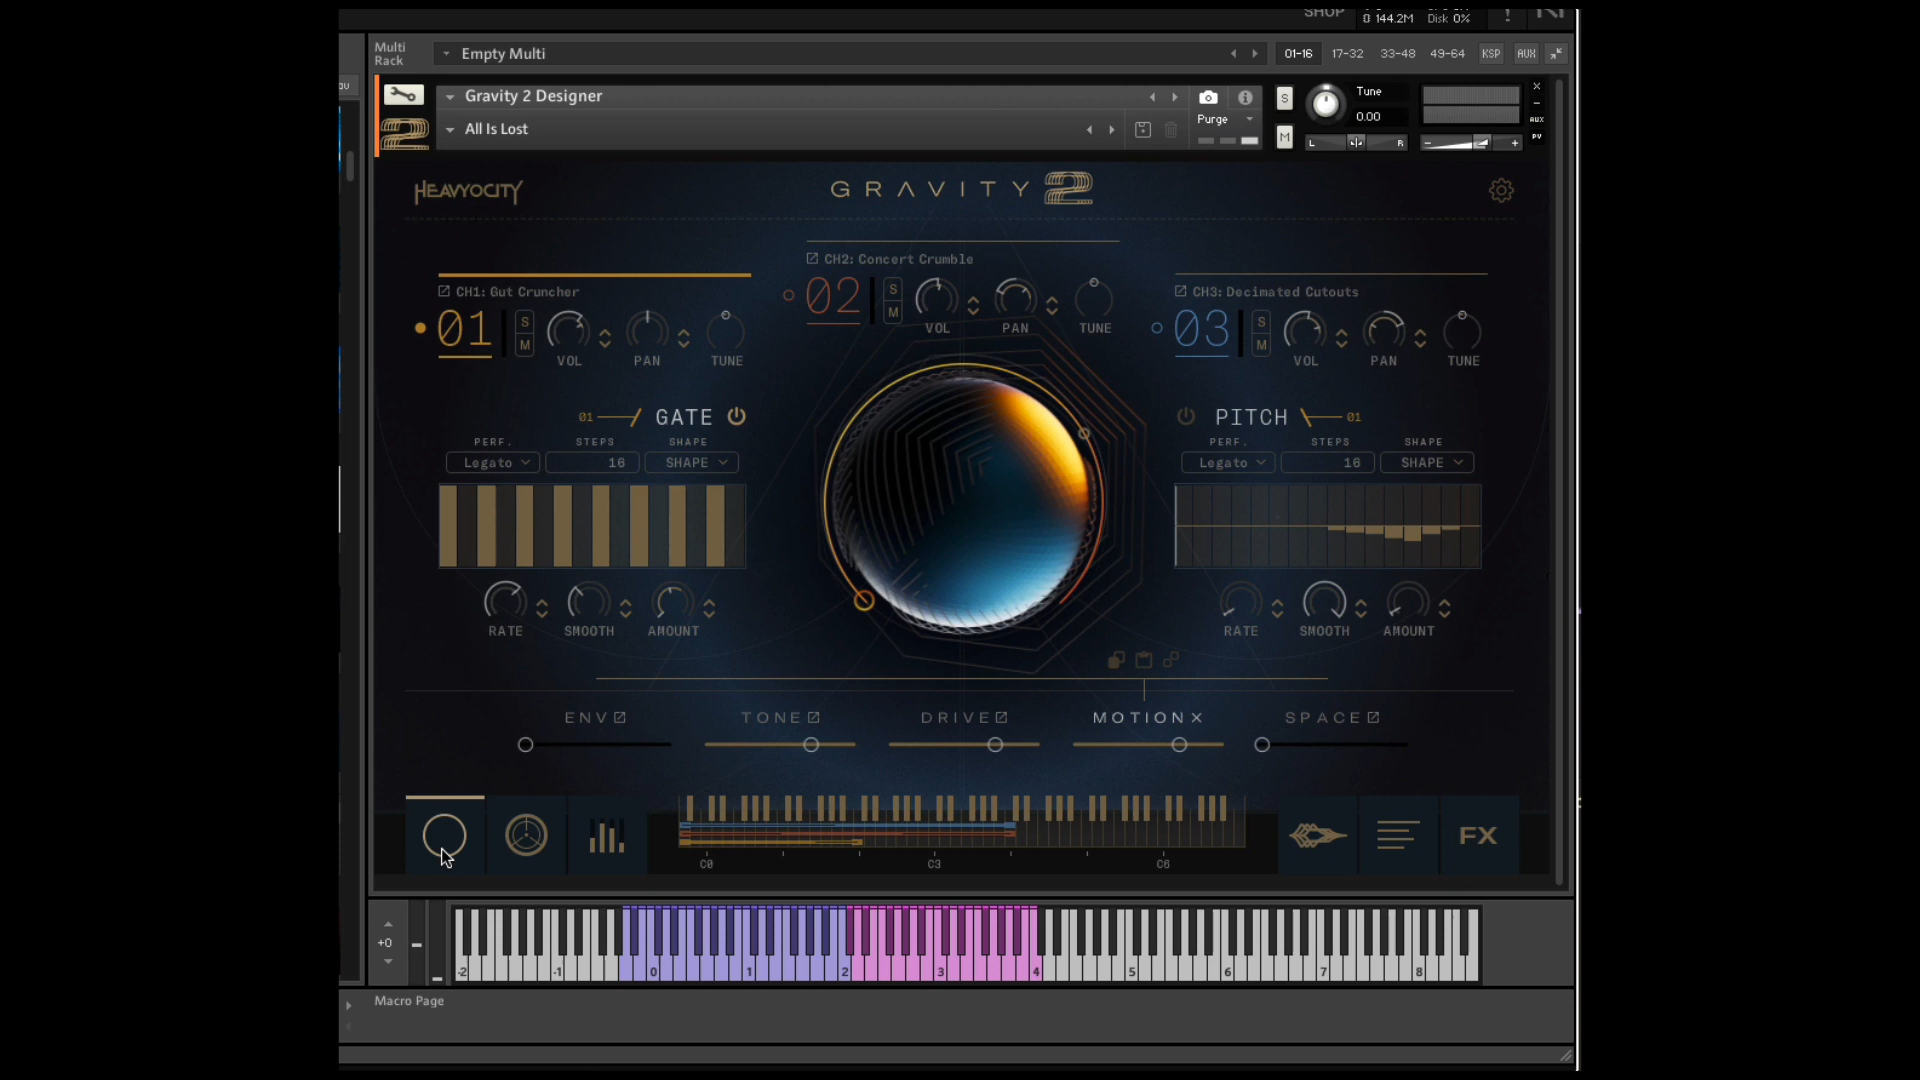 SHOP
144.2M Disk 0% !
Multi Rack
Empty Multi
01-16 17-32 33-48 49-64 KSP AUX
Gravity 2 Designer
All Is Lost
Purge
S
M
Tune
0.00
L R
- +
X
-
AUX
PV
2
HEAVYOCITY
GRAVITY 2
CH1: Gut Cruncher
01 S M
VOL PAN TUNE
CH2: Concert Crumble
02 S M
VOL PAN TUNE
CH3: Decimated Cutouts
03 S M
VOL PAN TUNE
01 GATE
PERF. STEPS SHAPE
Legato 16 SHAPE
RATE SMOOTH AMOUNT
PITCH 01
PERF. STEPS SHAPE
Legato 16 SHAPE
RATE SMOOTH AMOUNT
ENV TONE DRIVE MOTION X SPACE
C0 C3 C6
FX
+0
-2 -1 0 1 2 3 4 5 6 7 8
Macro Page